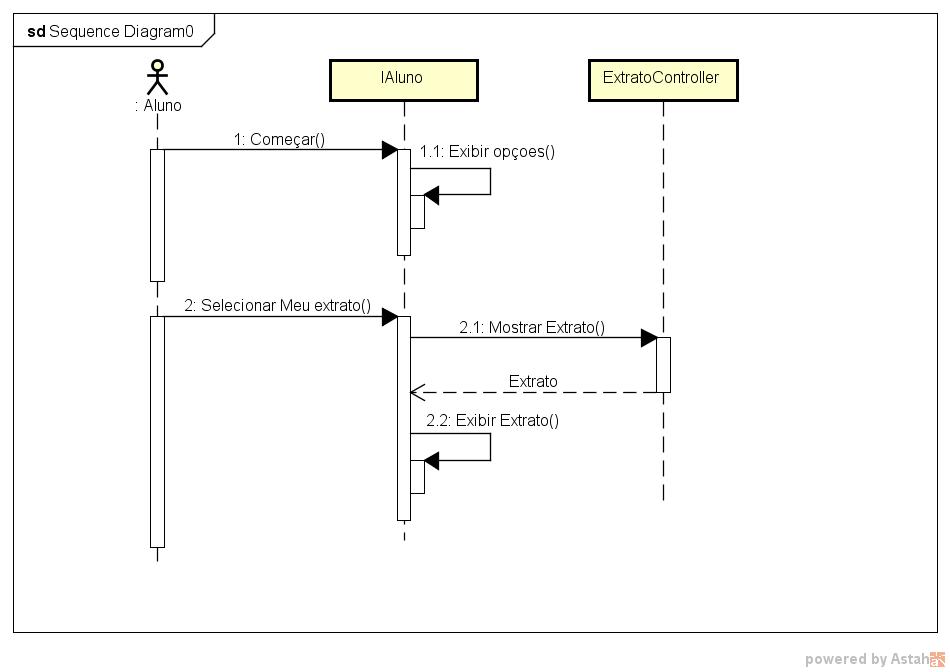 sd Sequence Diagram0
IAluno
ExtratoController
: Aluno
1: Começar()
1.1: Exibir opçoes()
2: Selecionar Meu extrato()
2.1: Mostrar Extrato()
Extrato
2.2: Exibir Extrato()
powered by Astah